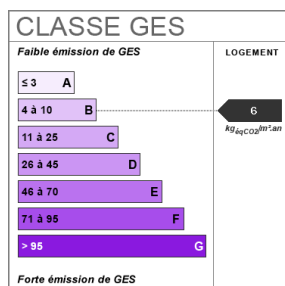 CLASSE GES
Faible émission de GES
LOGEMENT
≤ 3 A
4 à 10 B
6
kgéqCO2/m².an
11 à 25 C
26 à 45 D
46 à 70 E
71 à 95 F
> 95 G
Forte émission de GES